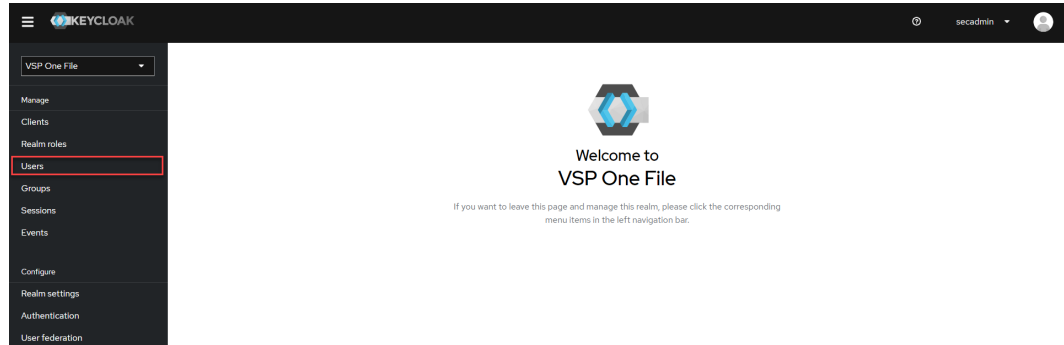 KEYCLOAK
secadmin
VSP One File
Manage
Clients
Realm roles
Users
Groups
Sessions
Events
Configure
Realm settings
Authentication
User federation
Welcome to
VSP One File
If you want to leave this page and manage this realm, please click the corresponding
menu items in the left navigation bar.